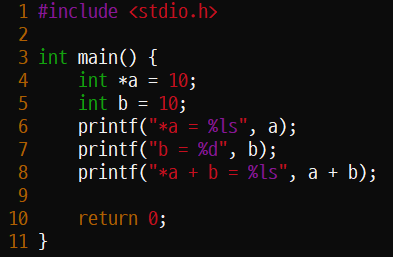 1 #include <stdio.h>
2
3 int main() {
4     int *a = 10;
5     int b = 10;
6     printf("*a = %ls", a);
7     printf("b = %d", b);
8     printf("*a + b = %ls", a + b);
9
10     return 0;
11 }